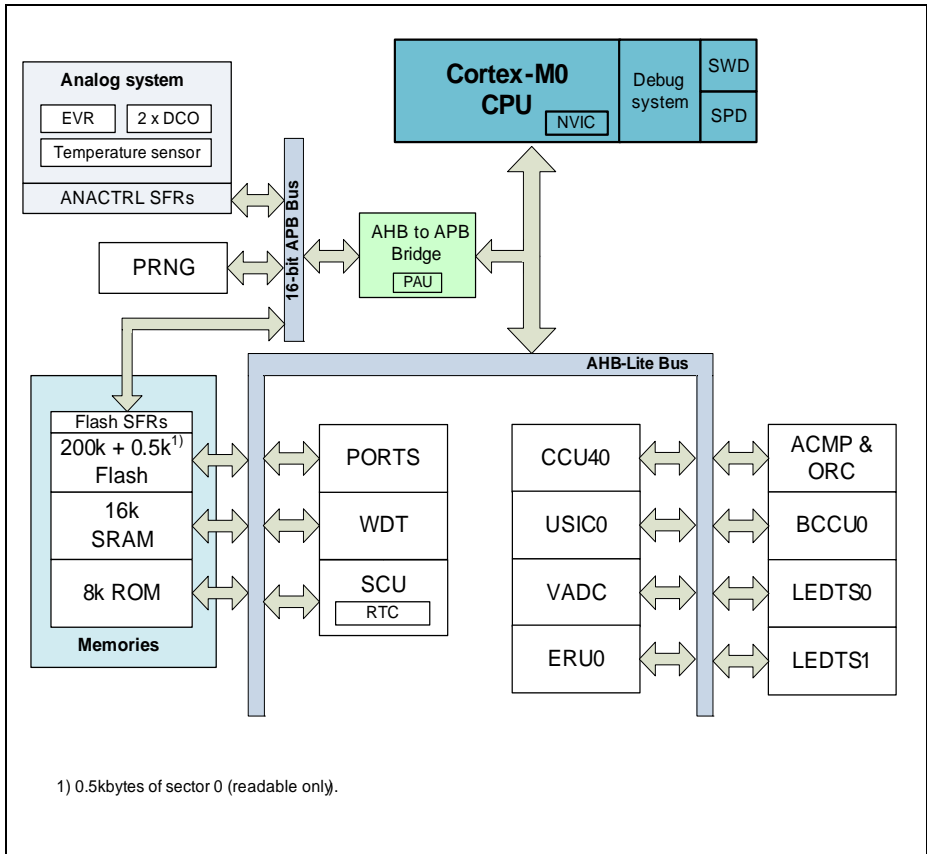 Analog system
EVR
2 x DCO
Temperature sensor
ANACTRL SFRs
Cortex-M0
CPU
NVIC
Debug
system
SWD
SPD
16-bit APB Bus
AHB to APB
Bridge
PAU
PRNG
AHB-Lite Bus
Flash SFRs
200k + 0.5k1)
Flash
16k
SRAM
8k ROM
Memories
PORTS
WDT
SCU
RTC
CCU40
USIC0
VADC
ERU0
ACMP &
ORC
BCCU0
LEDTS0
LEDTS1
1) 0.5kbytes of sector 0 (readable only).